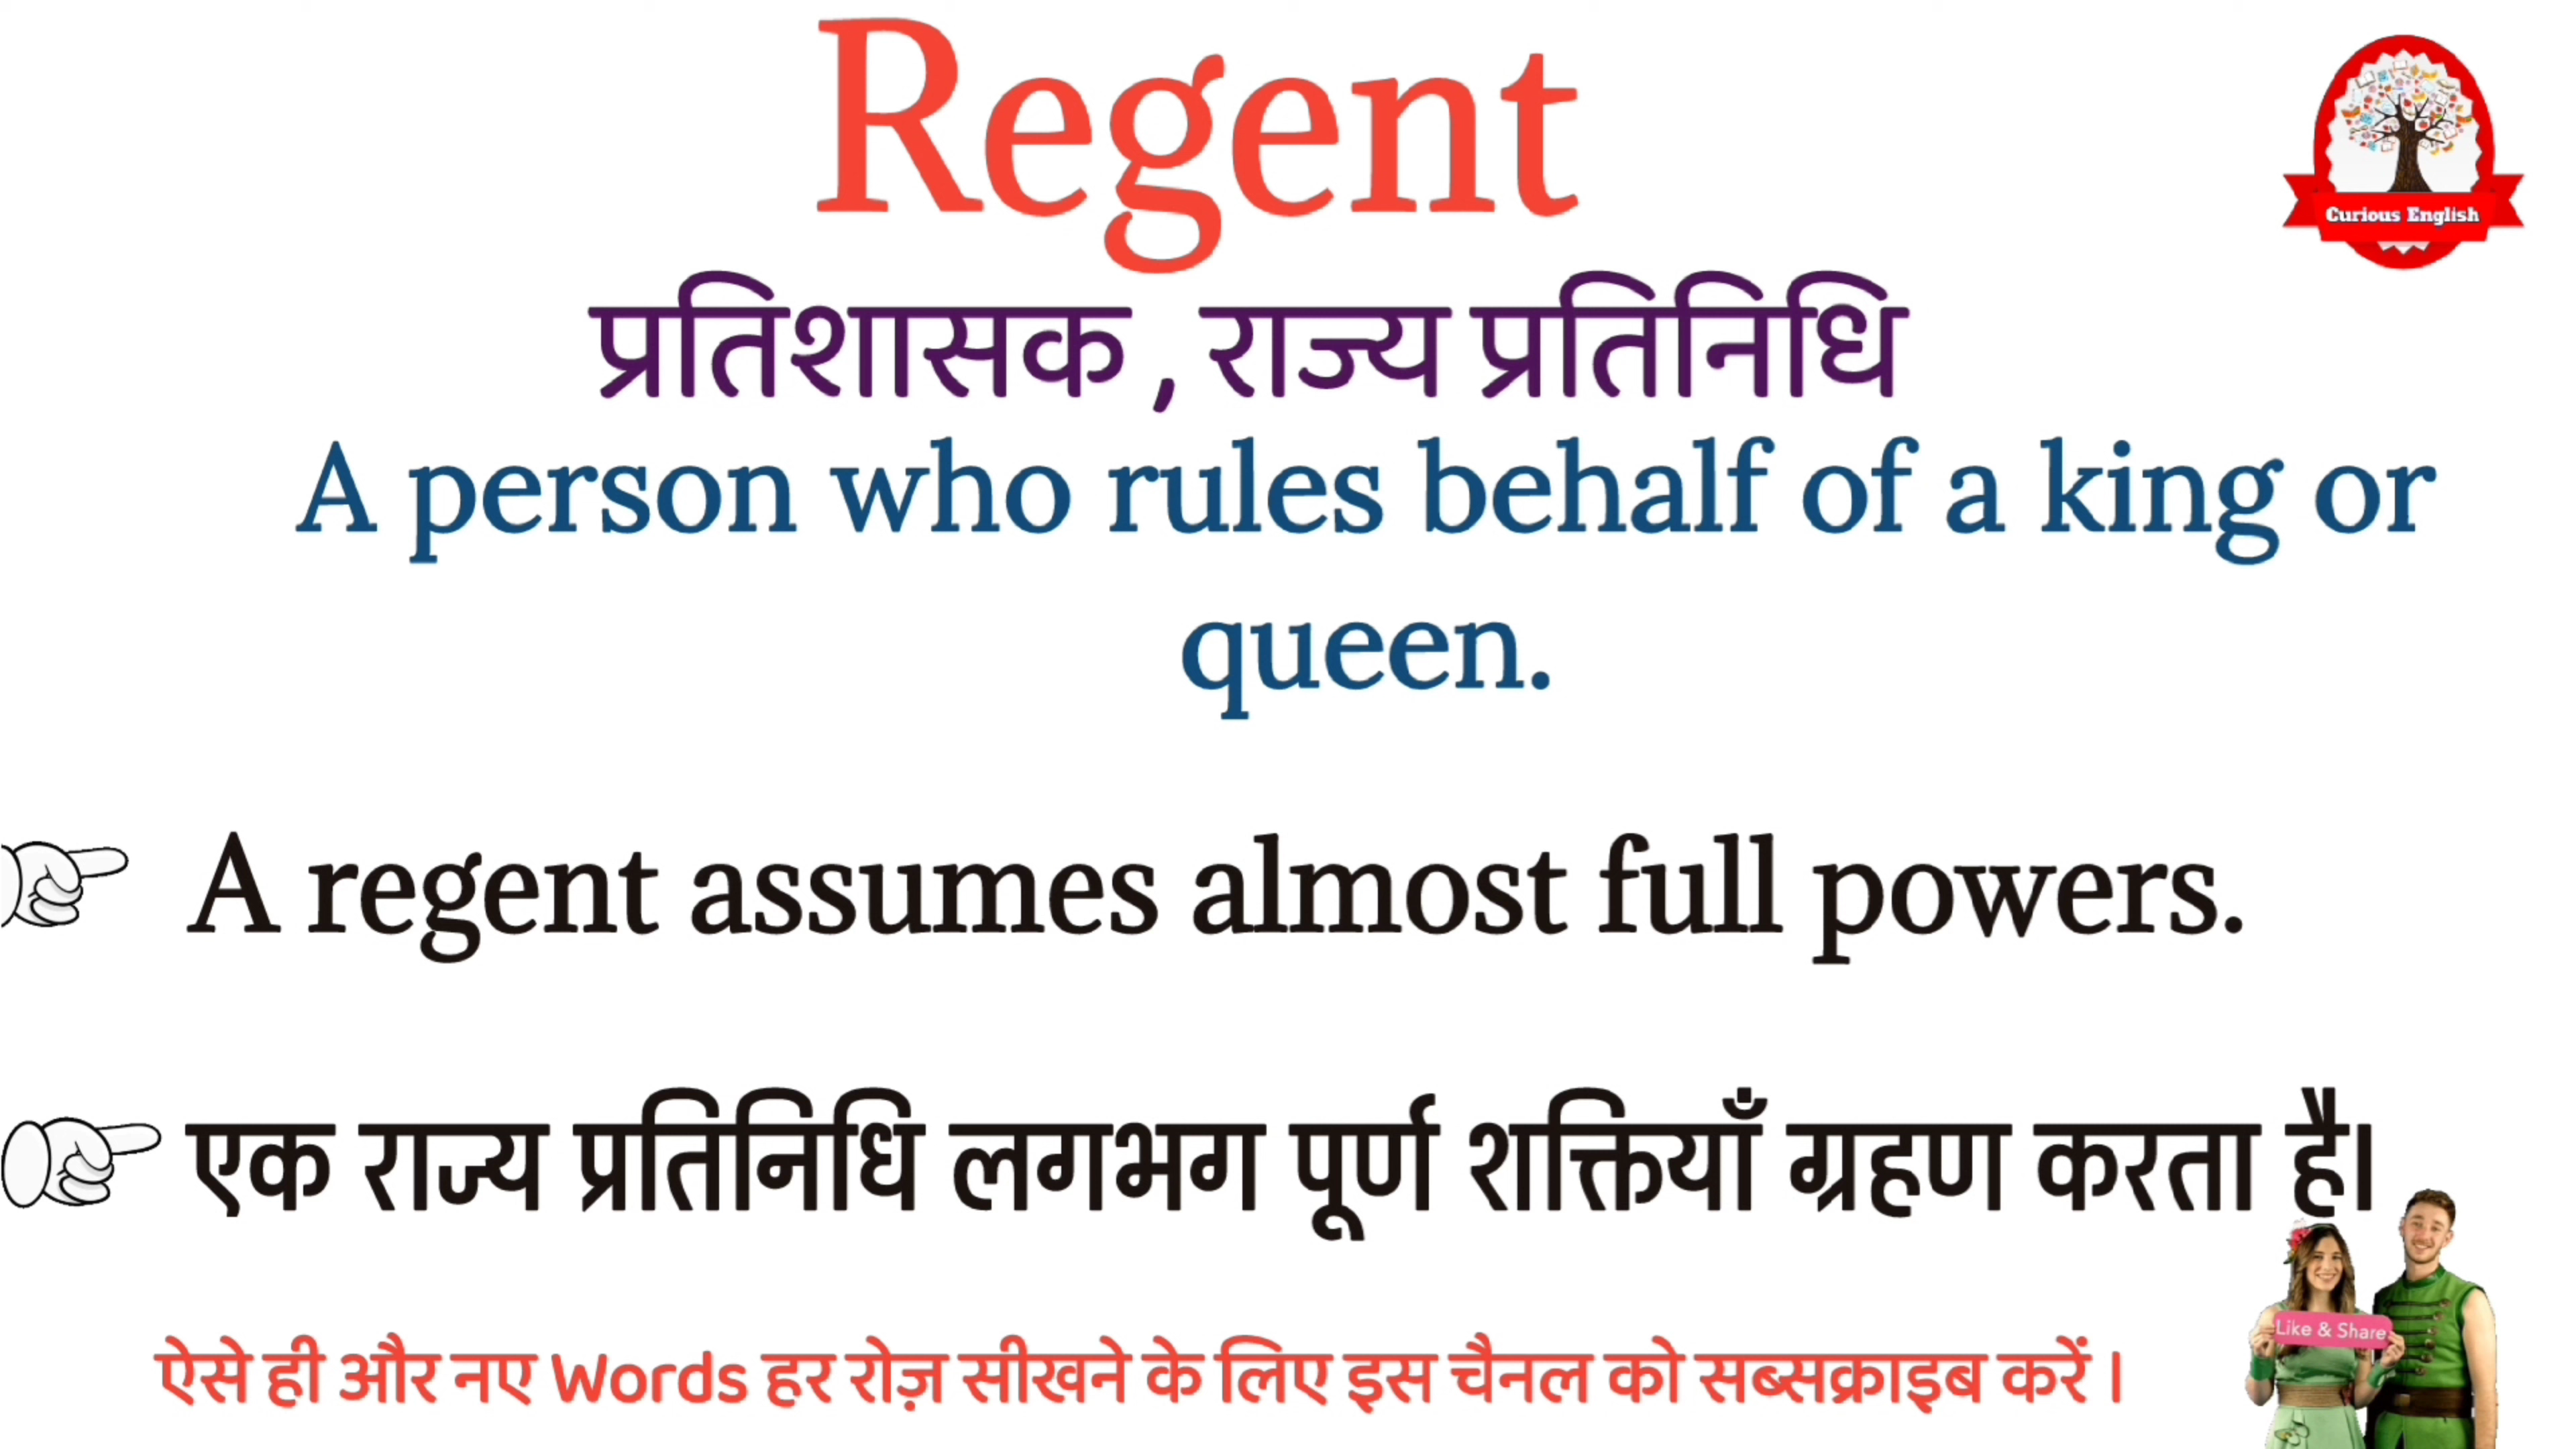 Regent
Curious English
प्रतिशासक , राज्य प्रतिनिधि
A person who rules behalf of a king or
queen.
A regent assumes almost full powers.
एक राज्य प्रतिनिधि लगभग पूर्ण शक्तियाँ ग्रहण करता है।
Like & Share
ऐसे ही और नए Words हर रोज़ सीखने के लिए इस चैनल को सब्सक्राइब करें ।